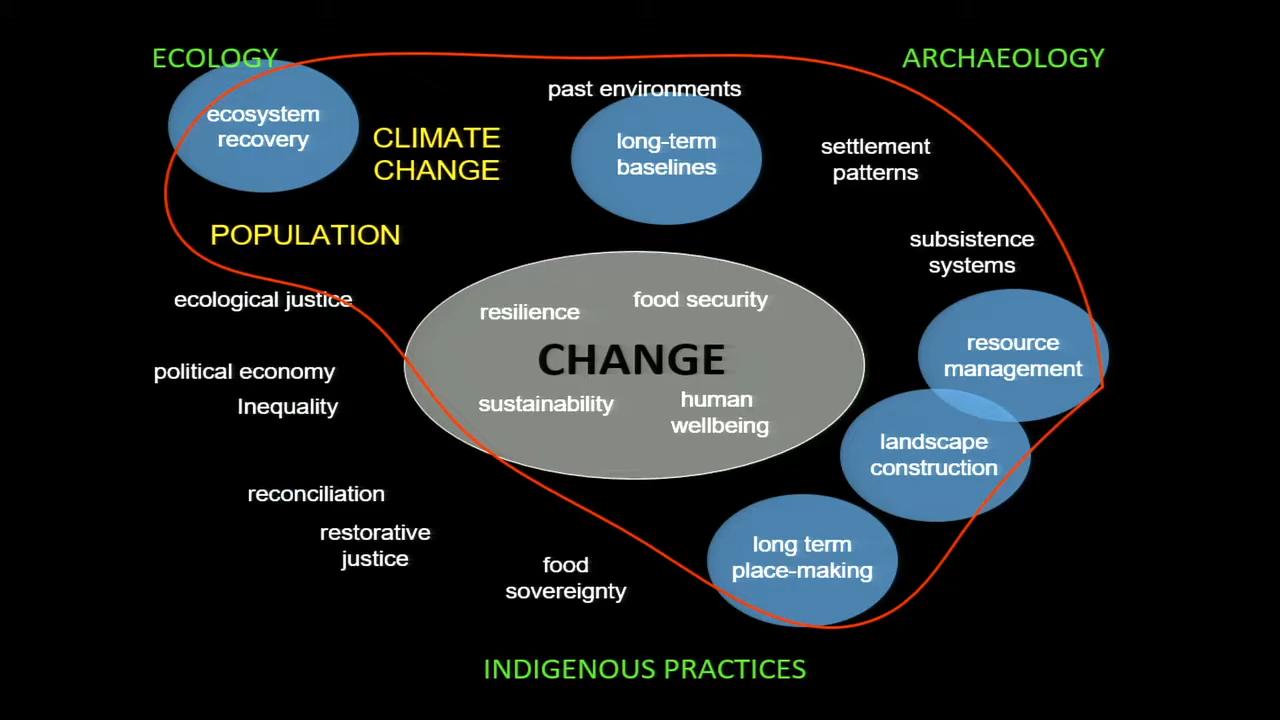 ECOLOGY
ARCHAEOLOGY
past environments
ecosystem
recovery
CLIMATE
CHANGE
long-term
baselines
settlement
patterns
POPULATION
subsistence
systems
ecological justice
resilience
food security
CHANGE
resource
management
political economy
Inequality
sustainability
human
wellbeing
landscape
construction
reconciliation
restorative
justice
food
sovereignty
long term
place-making
INDIGENOUS PRACTICES